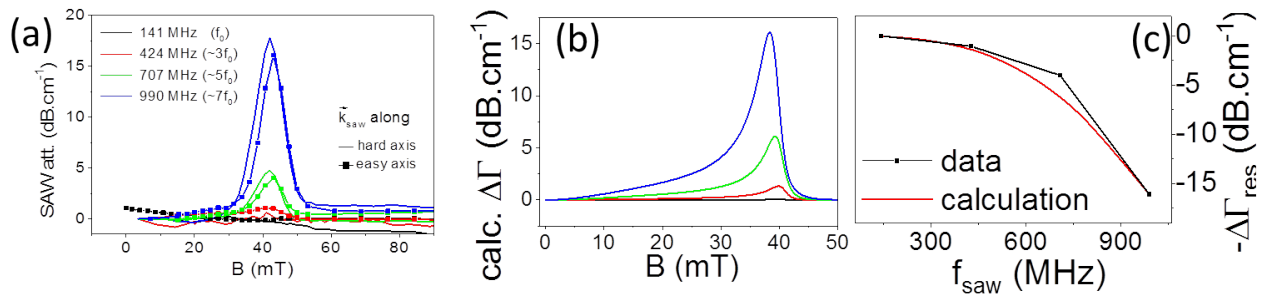 (a)
141 MHz (f₀)
424 MHz (~3f₀)
707 MHz (~5f₀)
990 MHz (~7f₀)
k⃗saw along
hard axis
easy axis
SAW att. (dB.cm⁻¹)
15
10
5
0
0 20 40 60 80
B (mT)
(b)
calc. ΔΓ (dB.cm⁻¹)
15
10
5
0
0 10 20 30 40 50
B (mT)
(c)
data
calculation
-0
-5
-10
-15
-ΔΓres (dB.cm⁻¹)
300 600 900
fsaw (MHz)